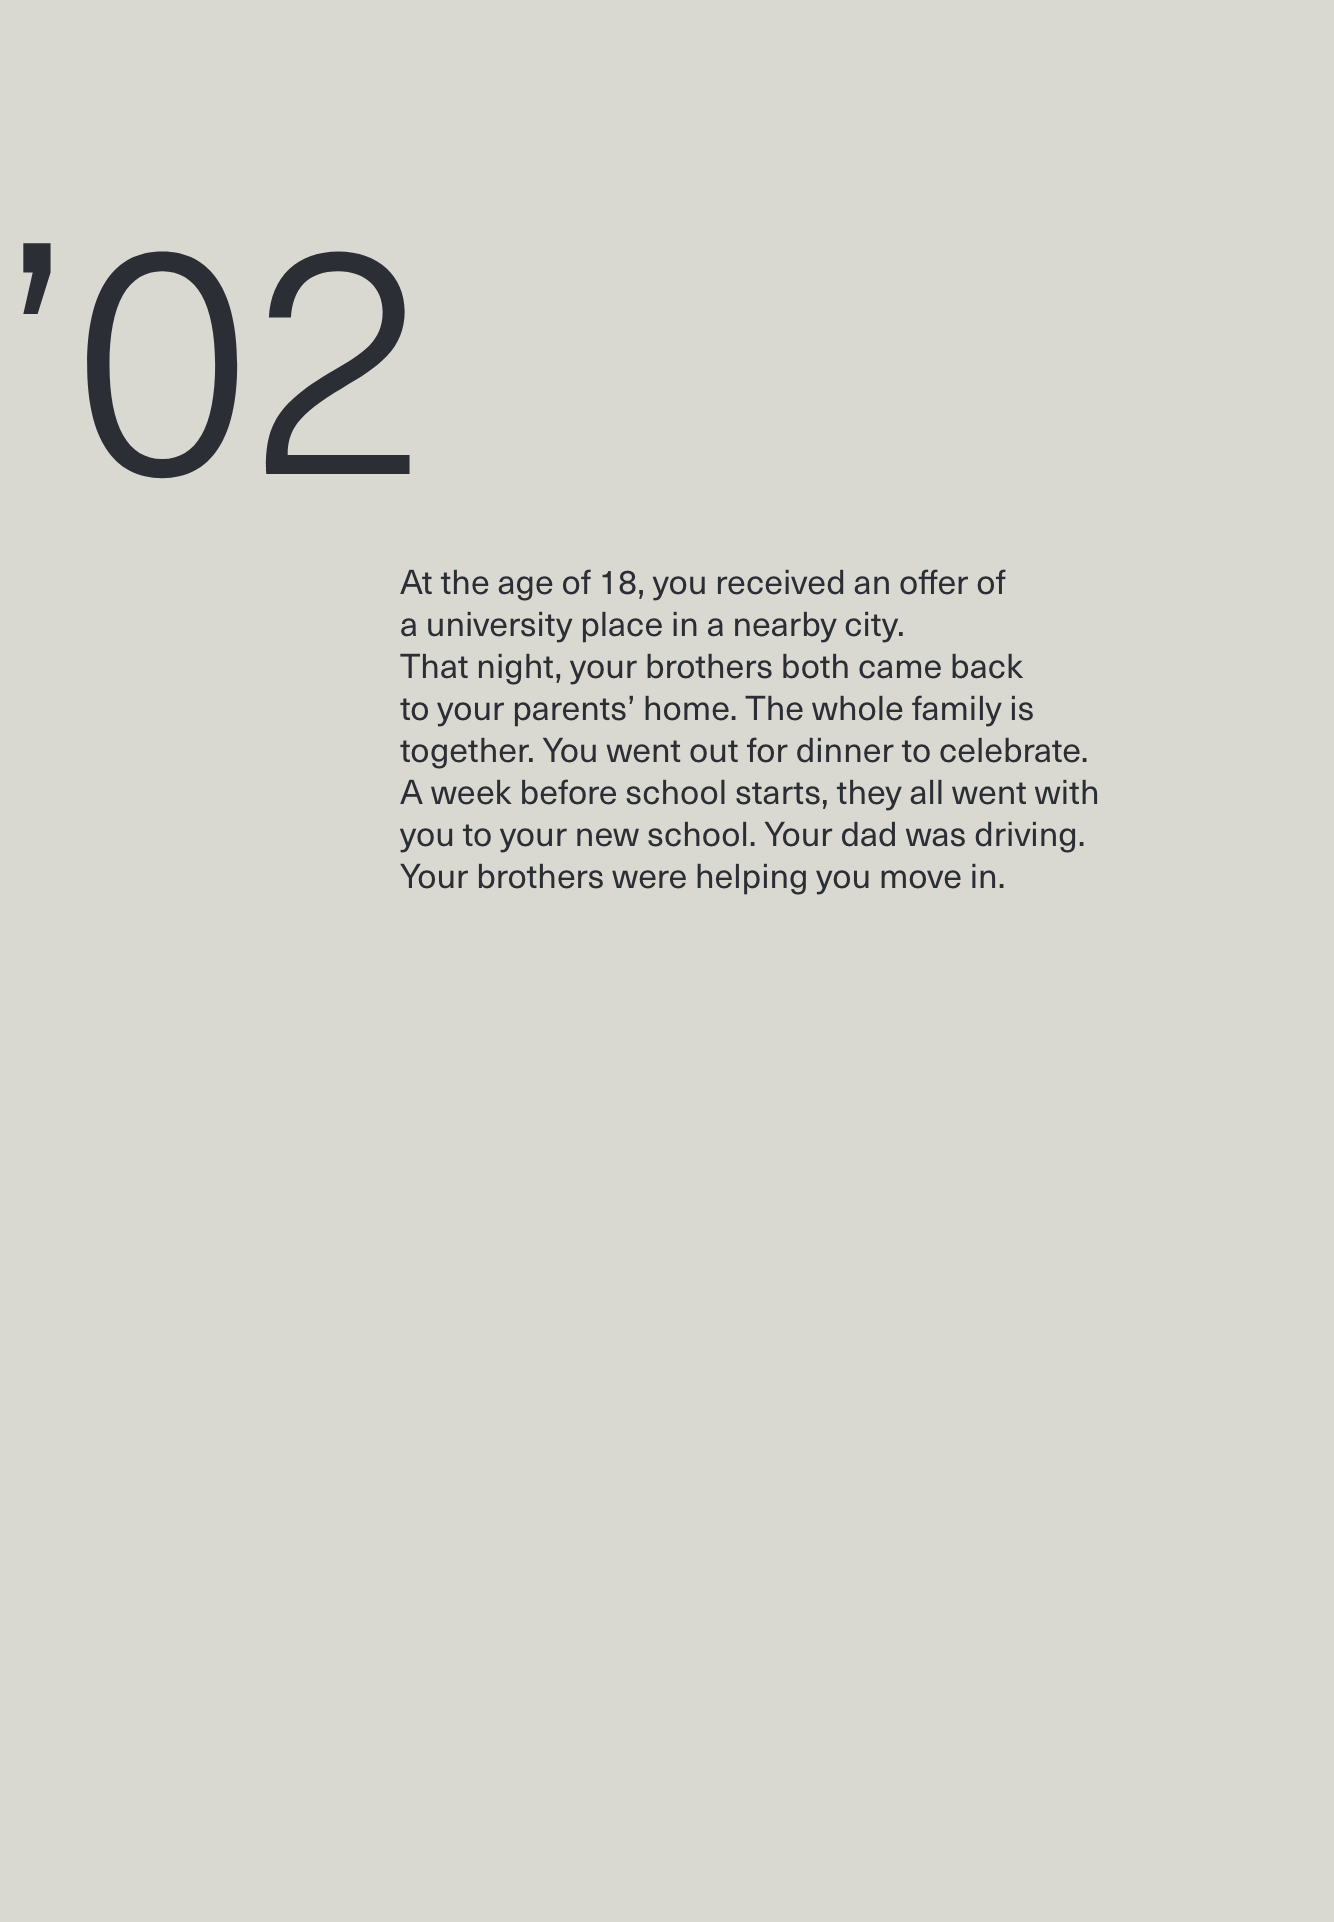 ’02
At the age of 18, you received an offer of
a university place in a nearby city.
That night, your brothers both came back
to your parents’ home. The whole family is
together. You went out for dinner to celebrate.
A week before school starts, they all went with
you to your new school. Your dad was driving.
Your brothers were helping you move in.